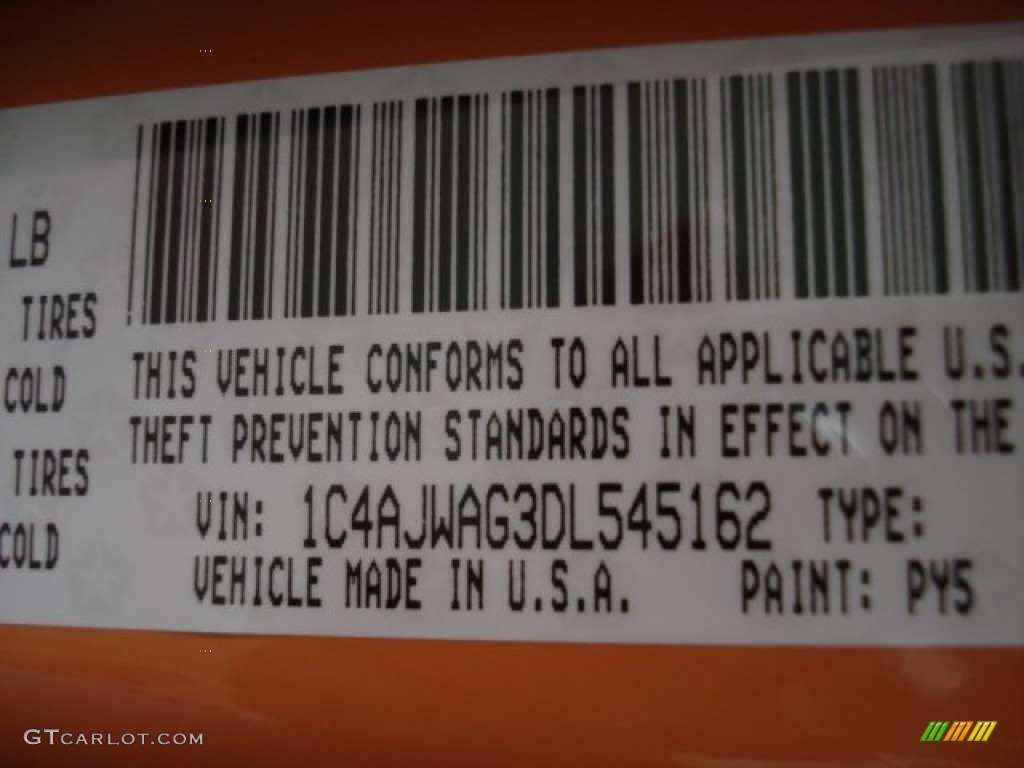 LB
TIRES
COLD
TIRES
COLD
THIS VEHICLE CONFORMS TO ALL APPLICABLE U.S.
THEFT PREVENTION STANDARDS IN EFFECT ON THE
VIN: 1C4AJWAG3DL545162 TYPE:
VEHICLE MADE IN U.S.A. PAINT: PY5
GTCARLOT.COM